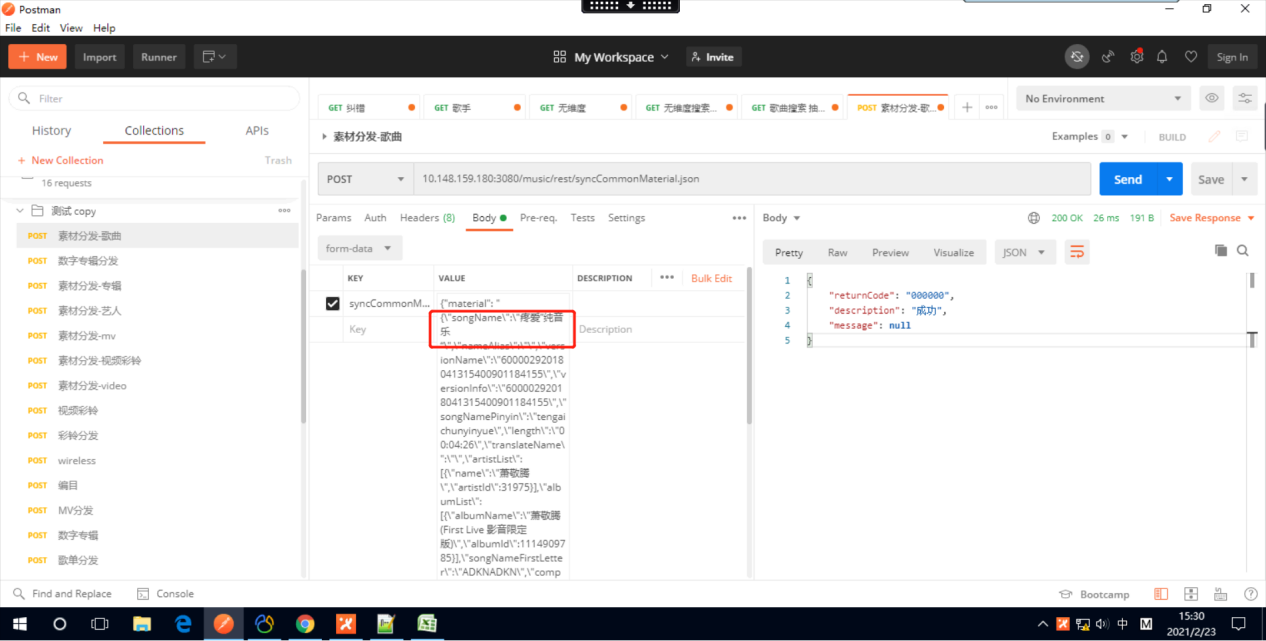 Postman
File Edit View Help
New Import Runner My Workspace Invite Sign In
Filter
History Collections APIs
+ New Collection Trash
16 requests
测试 copy
POST 素材分发-歌曲
POST 数字专辑分发
POST 素材分发-专辑
POST 素材分发-艺人
POST 素材分发-mv
POST 素材分发-视频彩铃
POST 素材分发-video
POST 视频彩铃
POST 彩铃分发
POST wireless
POST 编目
POST MV分发
POST 数字专辑
POST 歌单分发
GET 纠错 GET 歌手 GET 无维度 GET 无维度搜索... GET 歌曲搜索 抽... POST 素材分发-歌... No Environment
素材分发-歌曲 Examples 0 BUILD
POST 10.148.159.180:3080/music/rest/syncCommonMaterial.json Send Save
Params Auth Headers (8) Body Pre-req. Tests Settings
form-data
KEY VALUE DESCRIPTION Bulk Edit
syncCommonM... {"material": "
{\"songName\":\"疼爱"纯音
乐
\",\"nameAlias\":\"\",\"ver
sionName\":\"60000292018
041315400901184155\",\"v
ersionInfo\":\"6000029201
8041315400901184155\",\"
songNamePinyin\":\"tengai
chunyinyue\",\"length\":\"0
0:04:26\",\"translateName\
":\"\",\"artistList\":
[{\"name\":\"萧敬腾
\",\"artistId\":31975}],\"alb
umList\":
[{\"albumName\":\"萧敬腾
(First Live 影音限定
版)\",\"albumId\":11149097
85}],\"songNameFirstLette
r\":\"ADKNADKN\",\"comp
Key Description
Body 200 OK 26 ms 191 B Save Response
Pretty Raw Preview Visualize JSON
1 {
2 "returnCode": "000000",
3 "description": "成功",
4 "message": null
5 }
Find and Replace Console Bootcamp
中 M 15:30
2021/2/23